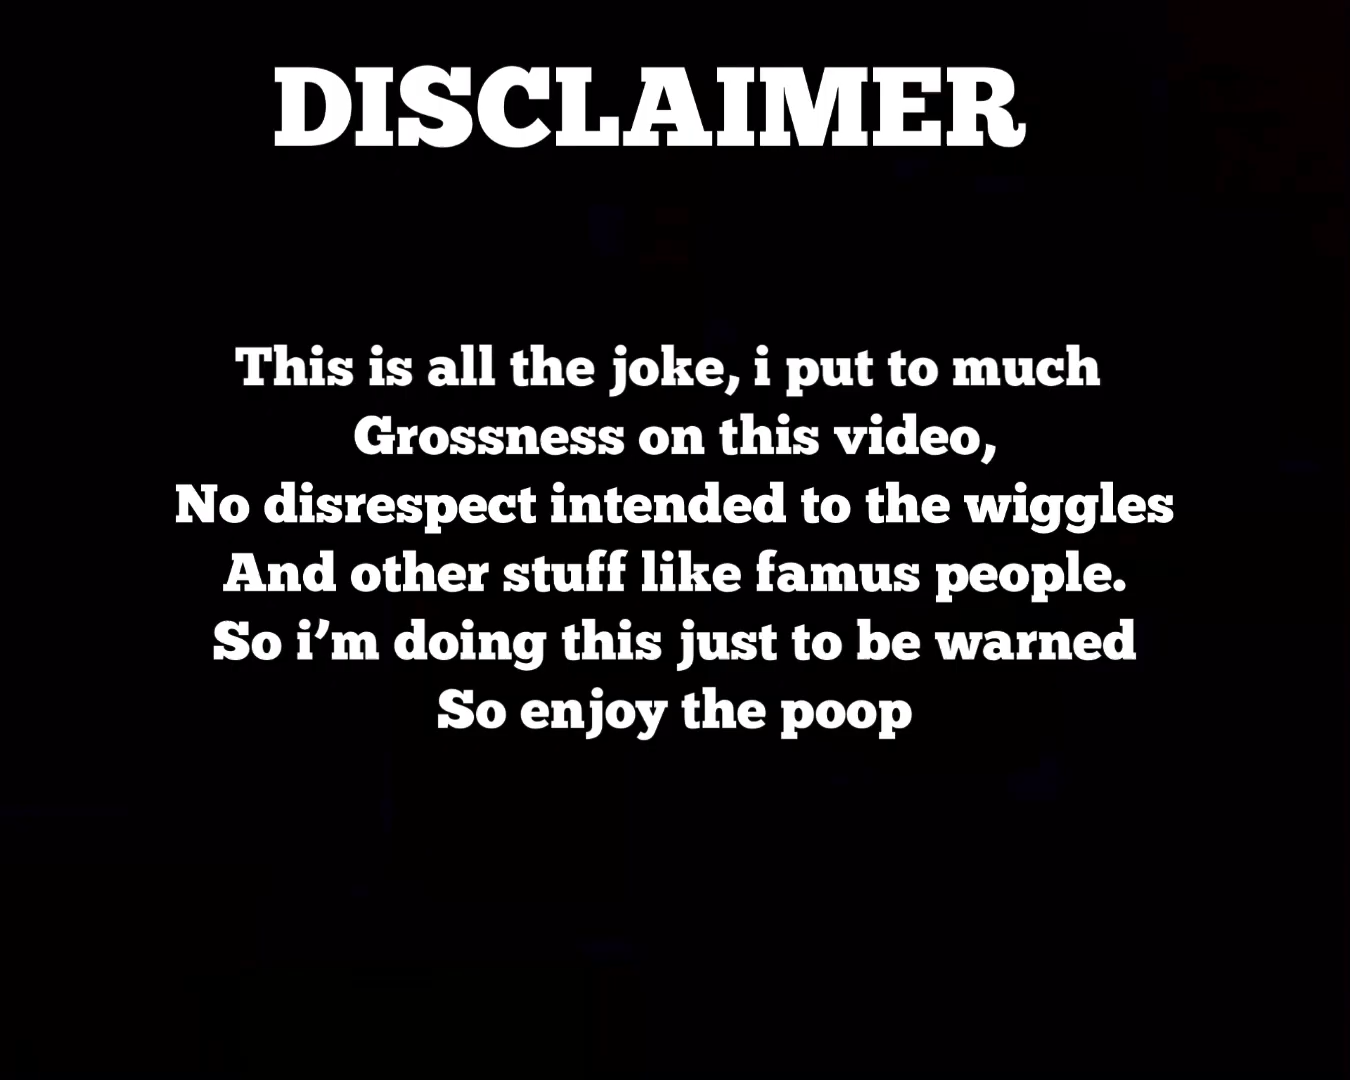 DISCLAIMER
This is all the joke, i put to much
Grossness on this video,
No disrespect intended to the wiggles
And other stuff like famus people.
So i’m doing this just to be warned
So enjoy the poop